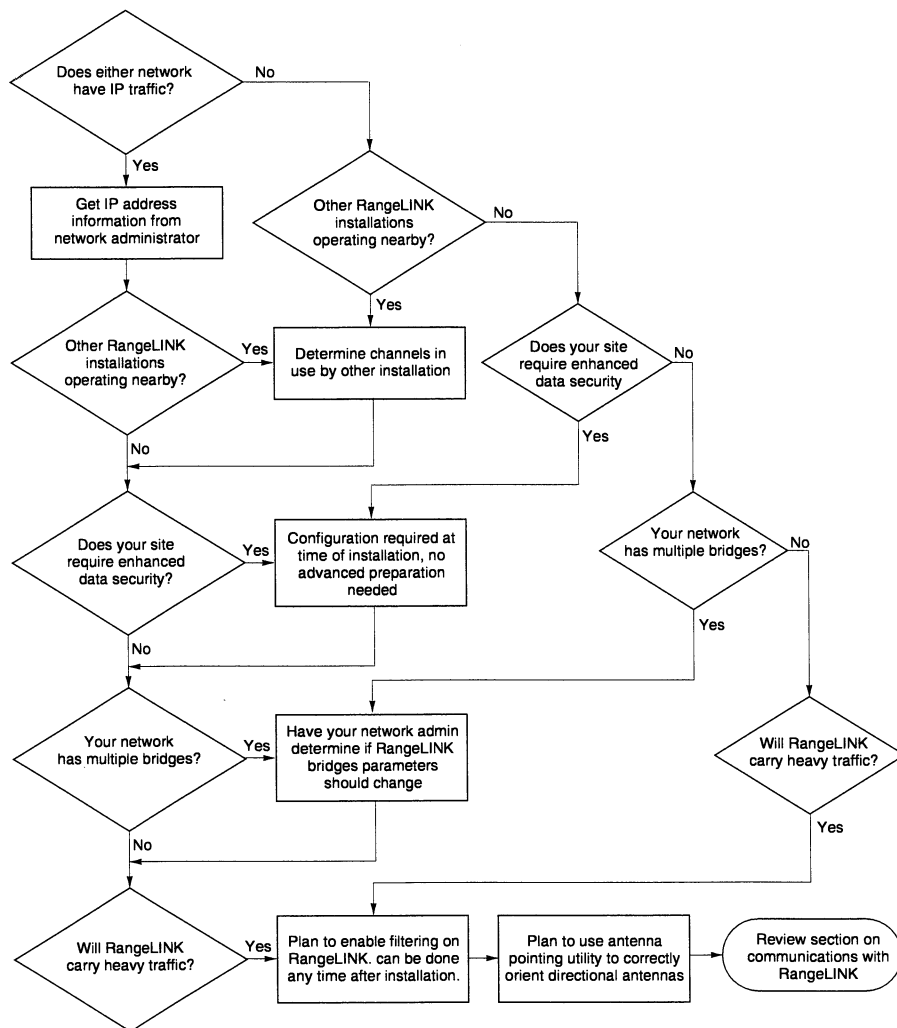 Does either network
have IP traffic?
No
Yes
Get IP address
information from
network administrator
Other RangeLINK
installations
operating nearby?
No
Yes
Other RangeLINK
installations
operating nearby?
Yes
No
Determine channels in
use by other installation
Does your site
require enhanced
data security
No
Yes
Does your site
require enhanced
data security?
Yes
No
Configuration required at
time of installation, no
advanced preparation
needed
Your network
has multiple bridges?
No
Yes
Your network
has multiple bridges?
Yes
No
Have your network admin
determine if RangeLINK
bridges parameters
should change
Will RangeLINK
carry heavy traffic?
Yes
Will RangeLINK
carry heavy traffic?
Yes
Plan to enable filtering on
RangeLINK. can be done
any time after installation.
Plan to use antenna
pointing utility to correctly
orient directional antennas
Review section on
communications with
RangeLINK